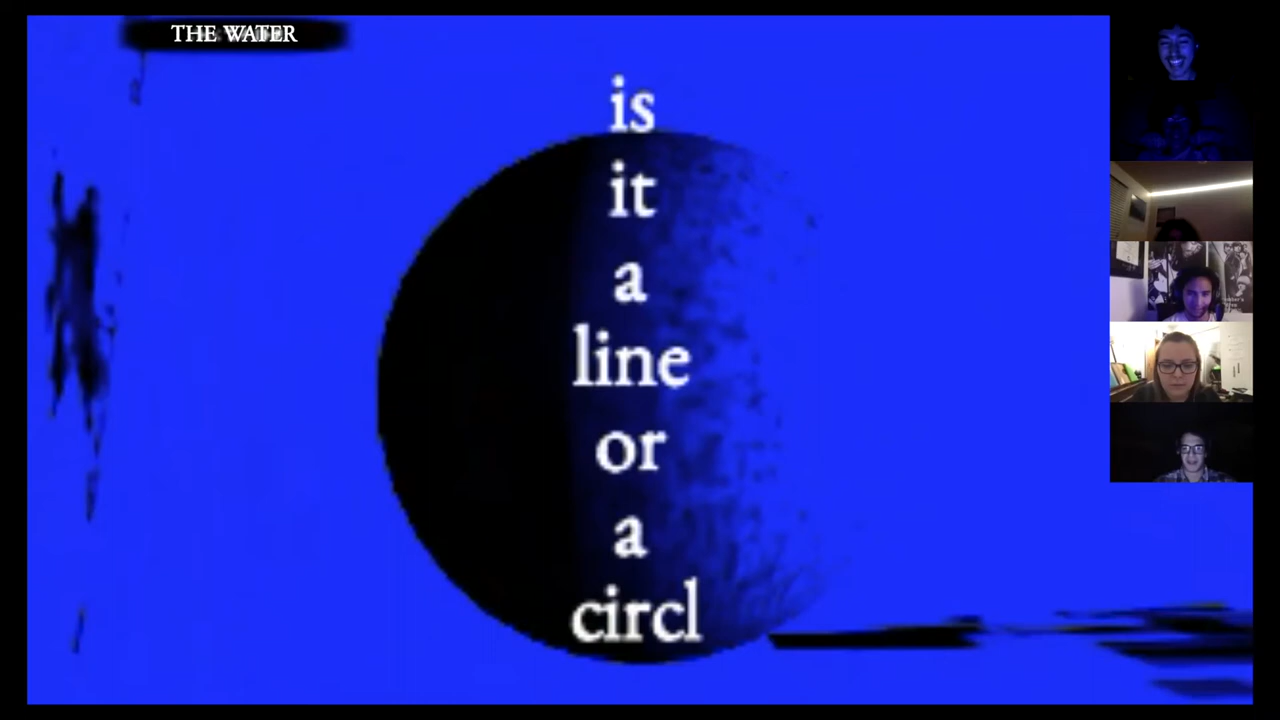 THE WATER
is
it
a
line
or
a
circl